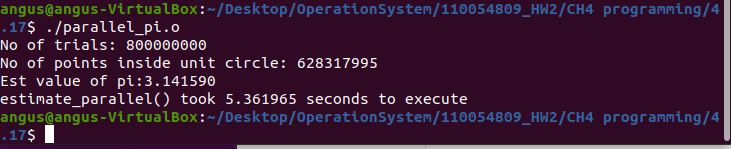 angus@angus-VirtualBox:~/Desktop/OperationSystem/110054809_HW2/CH4 programming/4
.17$ ./parallel_pi.o
No of trials: 800000000
No of points inside unit circle: 628317995
Est value of pi:3.141590
estimate_parallel() took 5.361965 seconds to execute
angus@angus-VirtualBox:~/Desktop/OperationSystem/110054809_HW2/CH4 programming/4
.17$